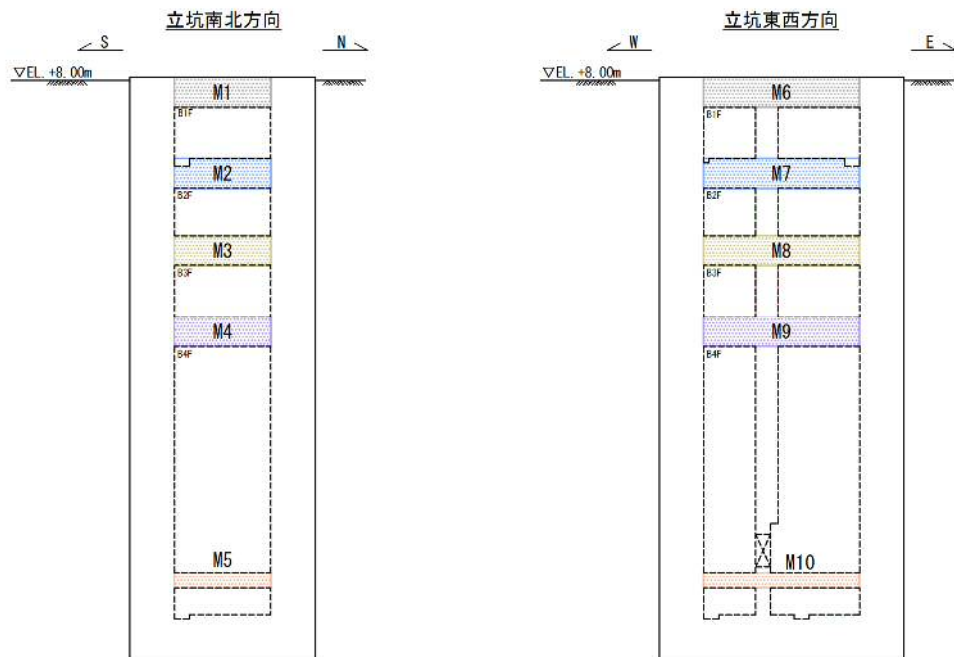 立坑南北方向
S
N
▽EL. +8.00m
M1
B1F
M2
B2F
M3
B3F
M4
B4F
M5
立坑東西方向
W
E
▽EL. +8.00m
M6
B1F
M7
B2F
M8
B3F
M9
B4F
M10